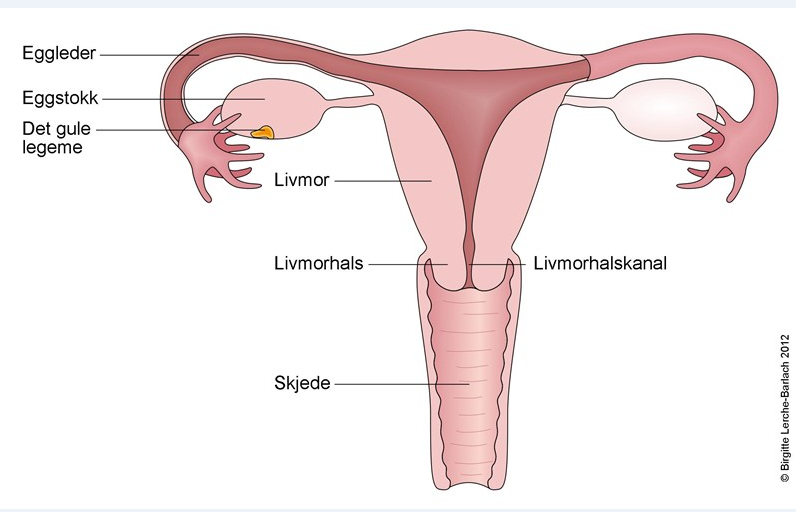 Eggleder
Eggstokk
Det gule
legeme
Livmor
Livmorhals
Livmorhalskanal
Skjede
© Birgitte Lerche-Barlach 2012